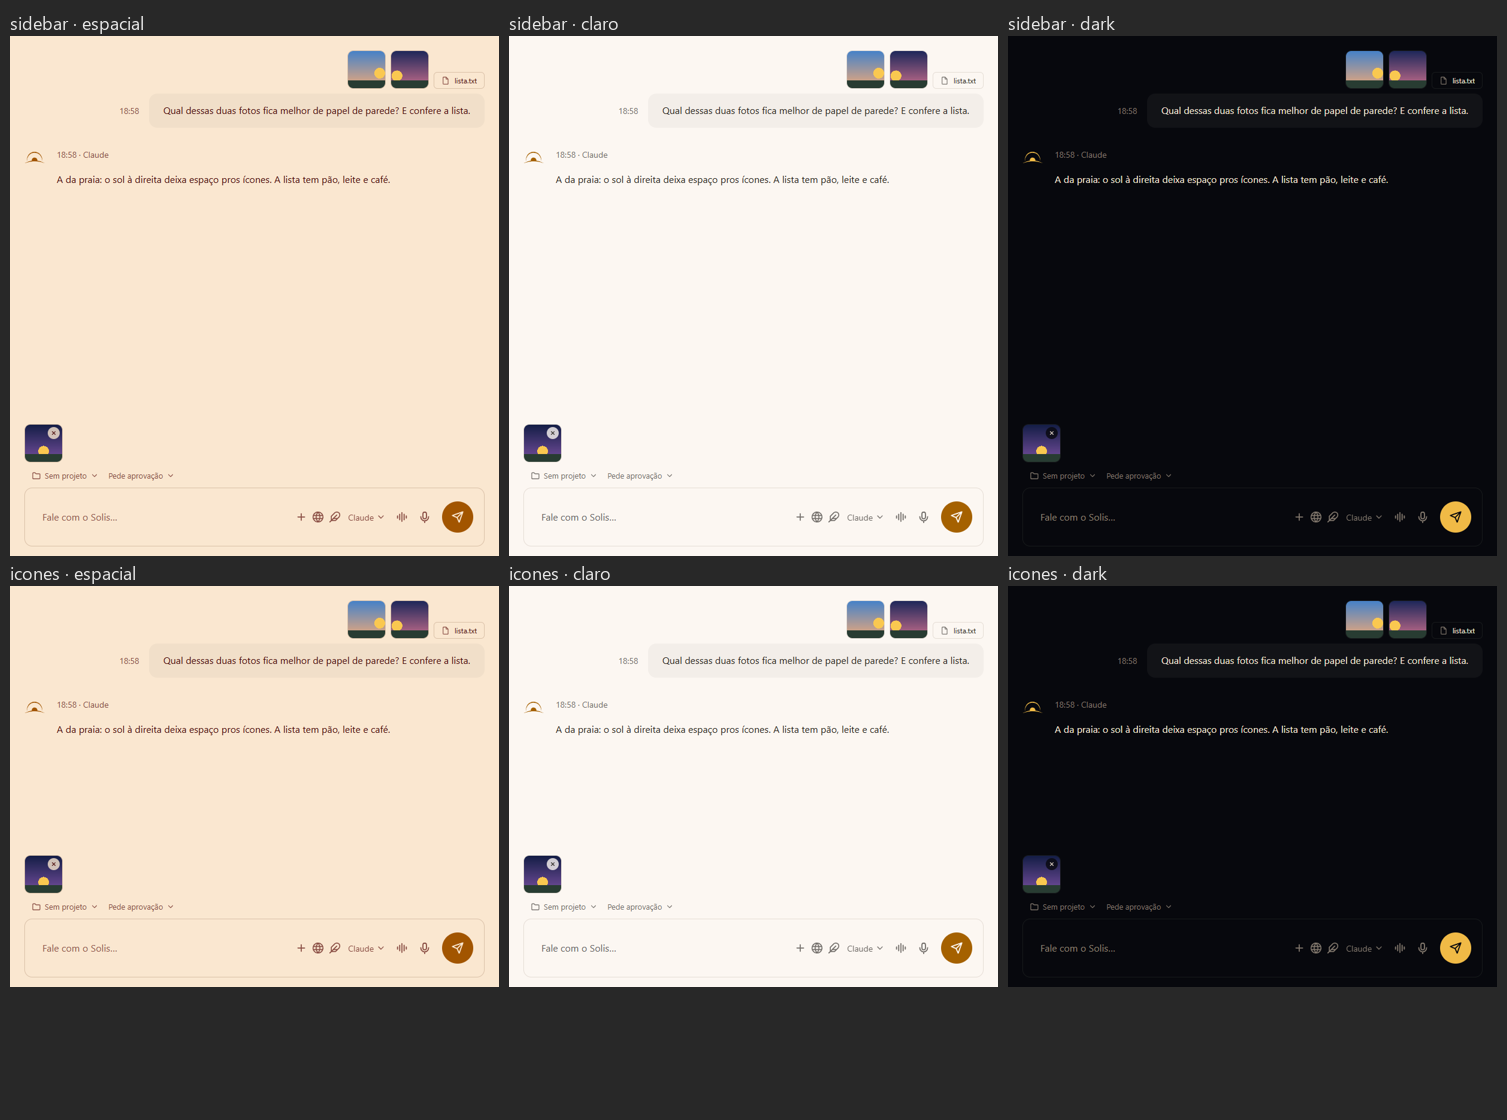 sidebar · espacial
lista.txt
18:58
Qual dessas duas fotos fica melhor de papel de parede? E confere a lista.
18:58 · Claude
A da praia: o sol à direita deixa espaço pros ícones. A lista tem pão, leite e café.
Sem projeto
Pede aprovação
Fale com o Solis...
Claude
sidebar · claro
lista.txt
18:58
Qual dessas duas fotos fica melhor de papel de parede? E confere a lista.
18:58 · Claude
A da praia: o sol à direita deixa espaço pros ícones. A lista tem pão, leite e café.
Sem projeto
Pede aprovação
Fale com o Solis...
Claude
sidebar · dark
lista.txt
18:58
Qual dessas duas fotos fica melhor de papel de parede? E confere a lista.
18:58 · Claude
A da praia: o sol à direita deixa espaço pros ícones. A lista tem pão, leite e café.
Sem projeto
Pede aprovação
Fale com o Solis...
Claude
icones · espacial
lista.txt
18:58
Qual dessas duas fotos fica melhor de papel de parede? E confere a lista.
18:58 · Claude
A da praia: o sol à direita deixa espaço pros ícones. A lista tem pão, leite e café.
Sem projeto
Pede aprovação
Fale com o Solis...
Claude
icones · claro
lista.txt
18:58
Qual dessas duas fotos fica melhor de papel de parede? E confere a lista.
18:58 · Claude
A da praia: o sol à direita deixa espaço pros ícones. A lista tem pão, leite e café.
Sem projeto
Pede aprovação
Fale com o Solis...
Claude
icones · dark
lista.txt
18:58
Qual dessas duas fotos fica melhor de papel de parede? E confere a lista.
18:58 · Claude
A da praia: o sol à direita deixa espaço pros ícones. A lista tem pão, leite e café.
Sem projeto
Pede aprovação
Fale com o Solis...
Claude